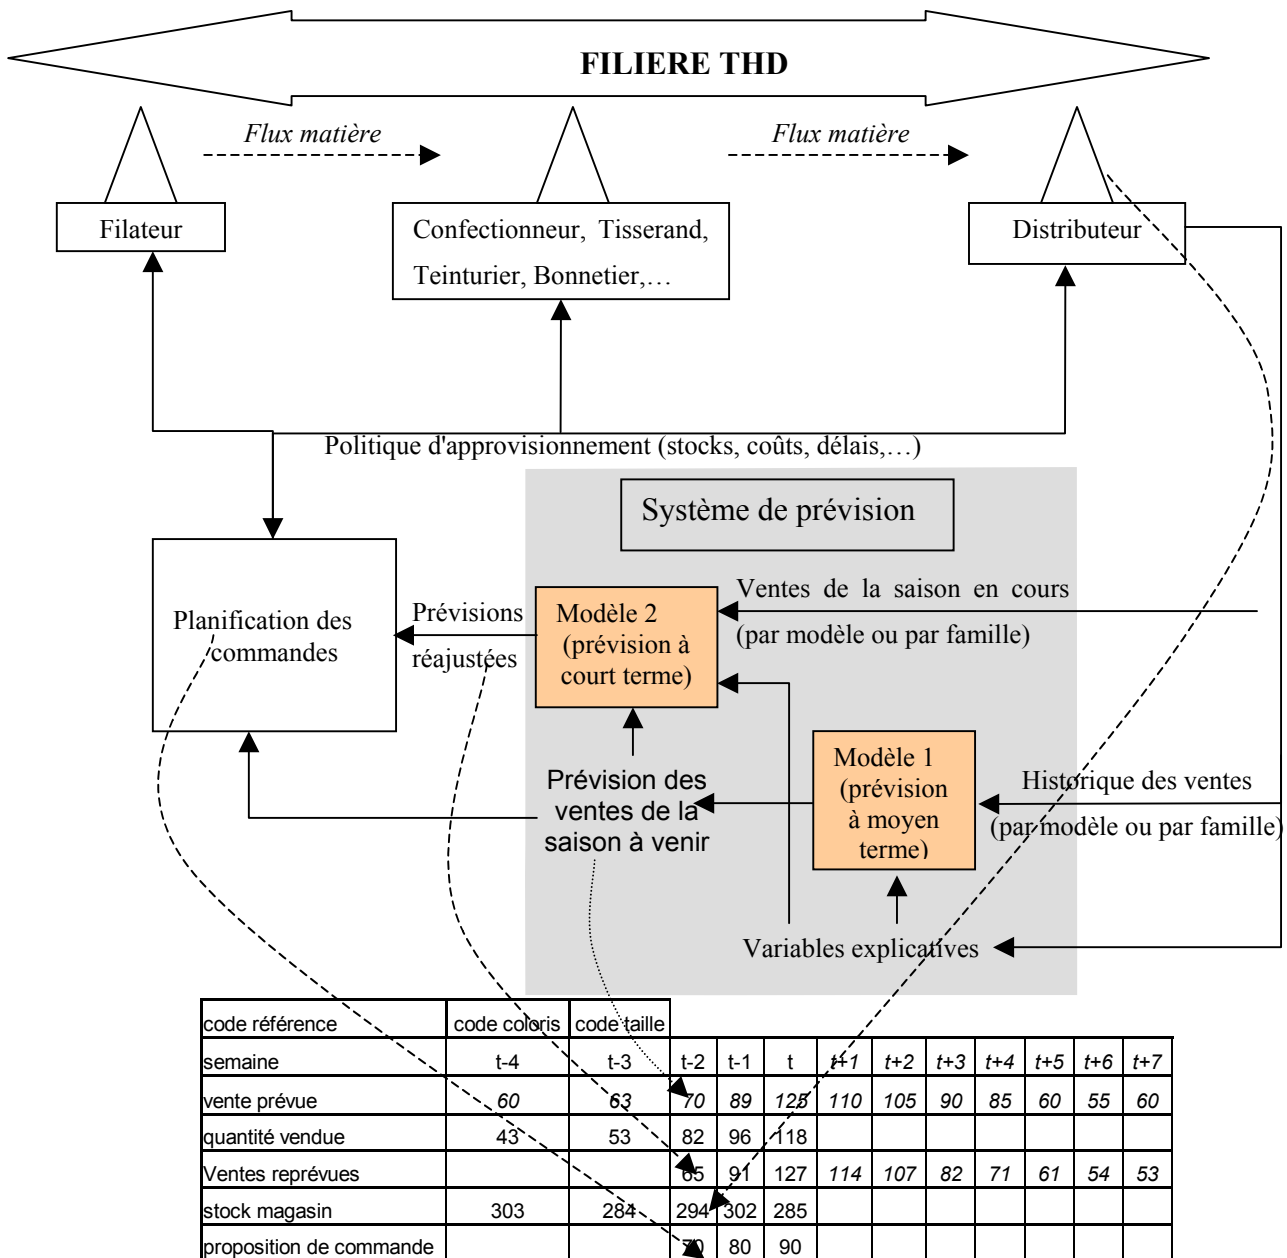 FILIERE THD
Flux matière
Flux matière
Filateur
Confectionneur, Tisserand,
Teinturier, Bonnetier,…
Distributeur
Politique d'approvisionnement (stocks, coûts, délais,…)
Système de prévision
Planification des
commandes
Prévisions
réajustées
Modèle 2
(prévision à
court terme)
Ventes de la saison en cours
(par modèle ou par famille)
Modèle 1
(prévision
à moyen
terme)
Historique des ventes
(par modèle ou par famille)
Prévision des
ventes de la
saison à venir
Variables explicatives
code référence code coloris code taille
semaine t-4 t-3 t-2 t-1 t t+1 t+2 t+3 t+4 t+5 t+6 t+7
vente prévue 60 63 70 89 125 110 105 90 85 60 55 60
quantité vendue 43 53 82 96 118
Ventes reprévues 65 91 127 114 107 82 71 61 54 53
stock magasin 303 284 294 302 285
proposition de commande 70 80 90